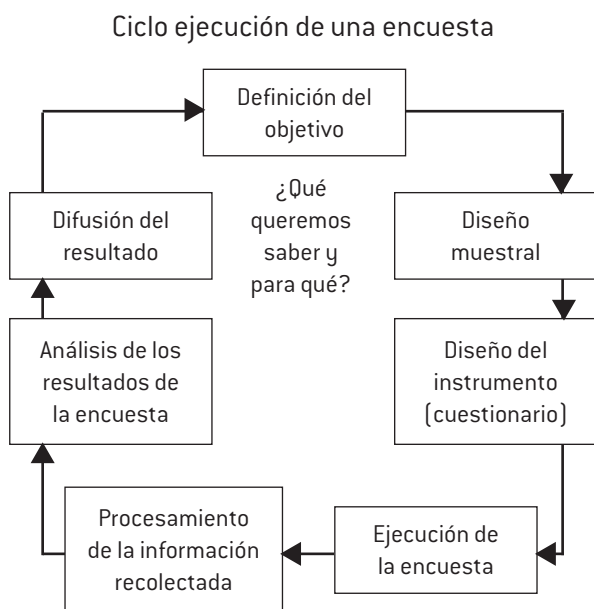 Ciclo ejecución de una encuesta
Definición del
objetivo
¿Qué
queremos
saber y
para qué?
Diseño
muestral
Diseño del
instrumento
(cuestionario)
Ejecución de
la encuesta
Procesamiento
de la información
recolectada
Análisis de los
resultados de
la encuesta
Difusión del
resultado